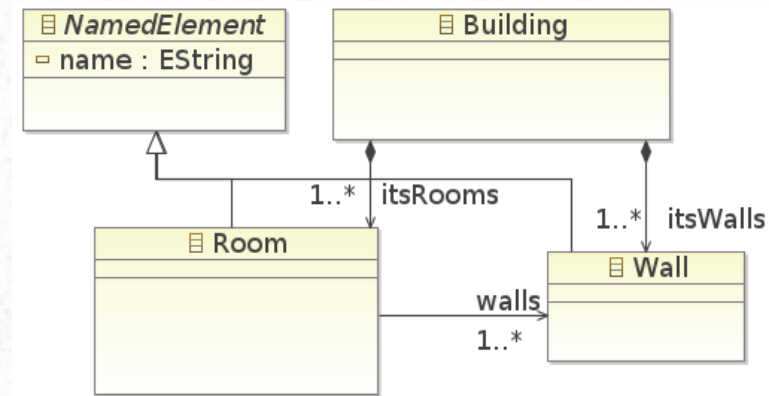 NamedElement
name : EString
Building
1..* itsRooms
1..* itsWalls
Room
Wall
walls
1..*